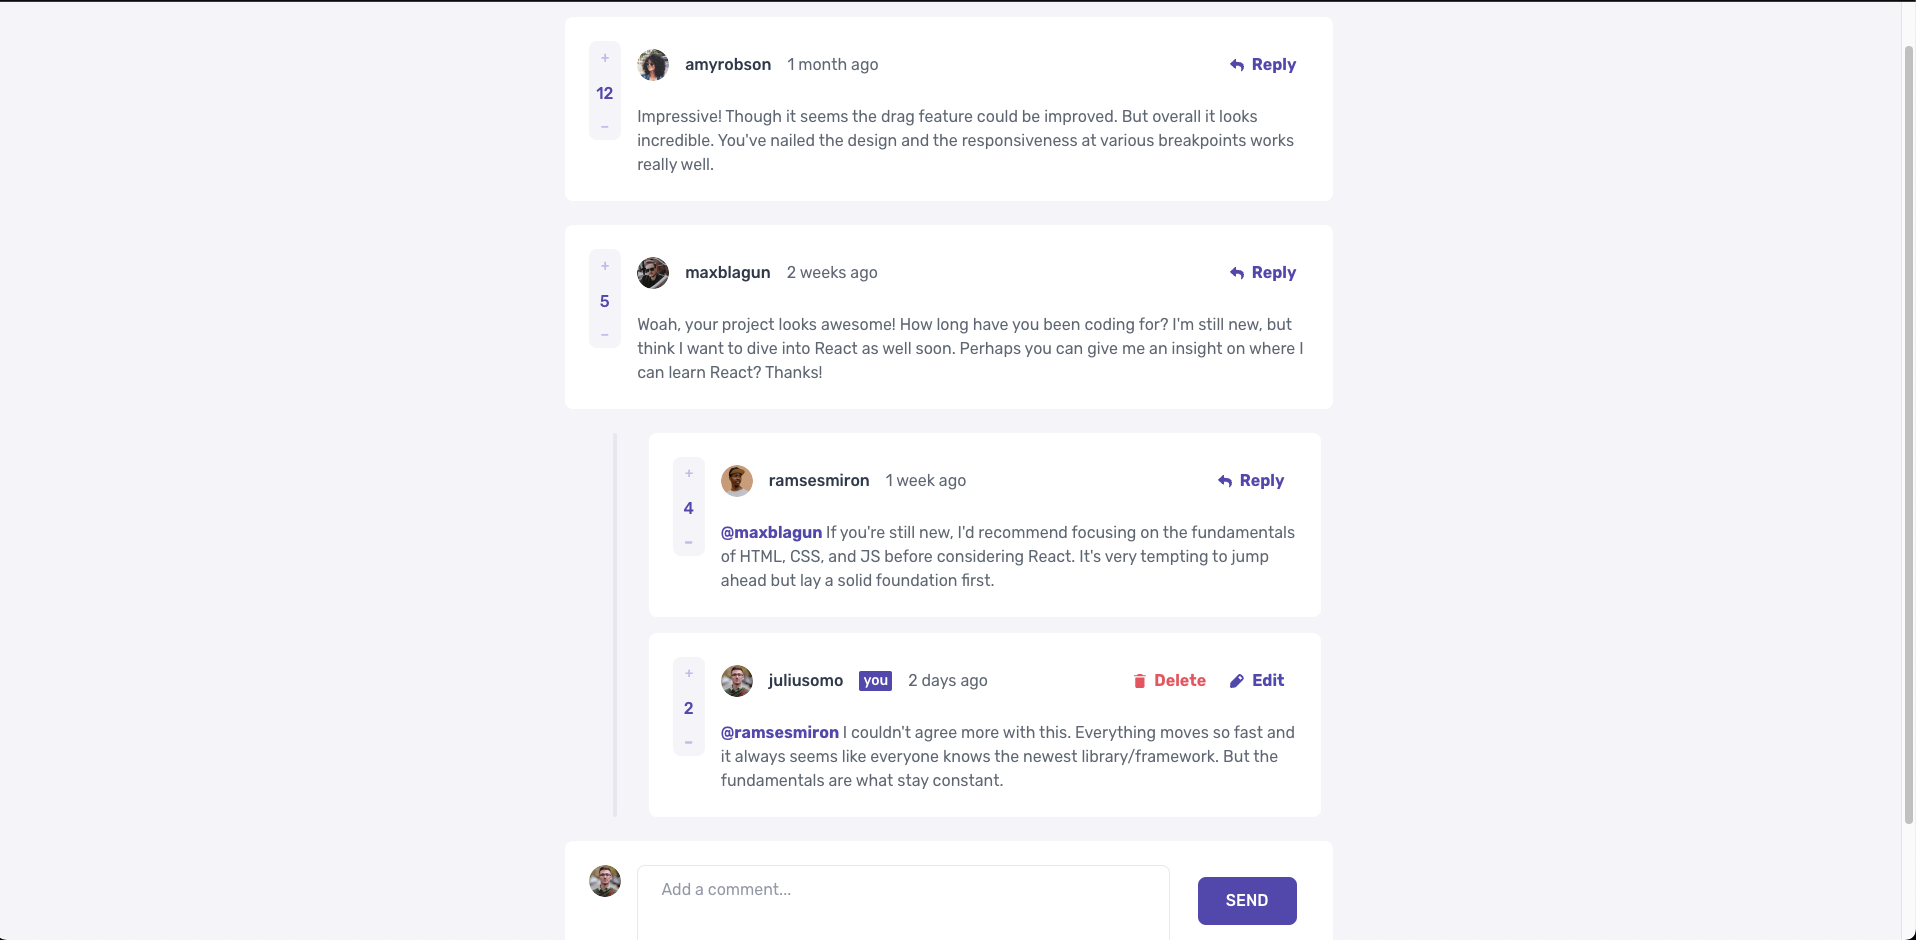 +
12
−
amyrobson 1 month ago Reply
Impressive! Though it seems the drag feature could be improved. But overall it looks
incredible. You've nailed the design and the responsiveness at various breakpoints works
really well.
+
5
−
maxblagun 2 weeks ago Reply
Woah, your project looks awesome! How long have you been coding for? I'm still new, but
think I want to dive into React as well soon. Perhaps you can give me an insight on where I
can learn React? Thanks!
+
4
−
ramsesmiron 1 week ago Reply
@maxblagun If you're still new, I'd recommend focusing on the fundamentals
of HTML, CSS, and JS before considering React. It's very tempting to jump
ahead but lay a solid foundation first.
+
2
−
juliusomo you 2 days ago Delete Edit
@ramsesmiron I couldn't agree more with this. Everything moves so fast and
it always seems like everyone knows the newest library/framework. But the
fundamentals are what stay constant.
Add a comment...
SEND